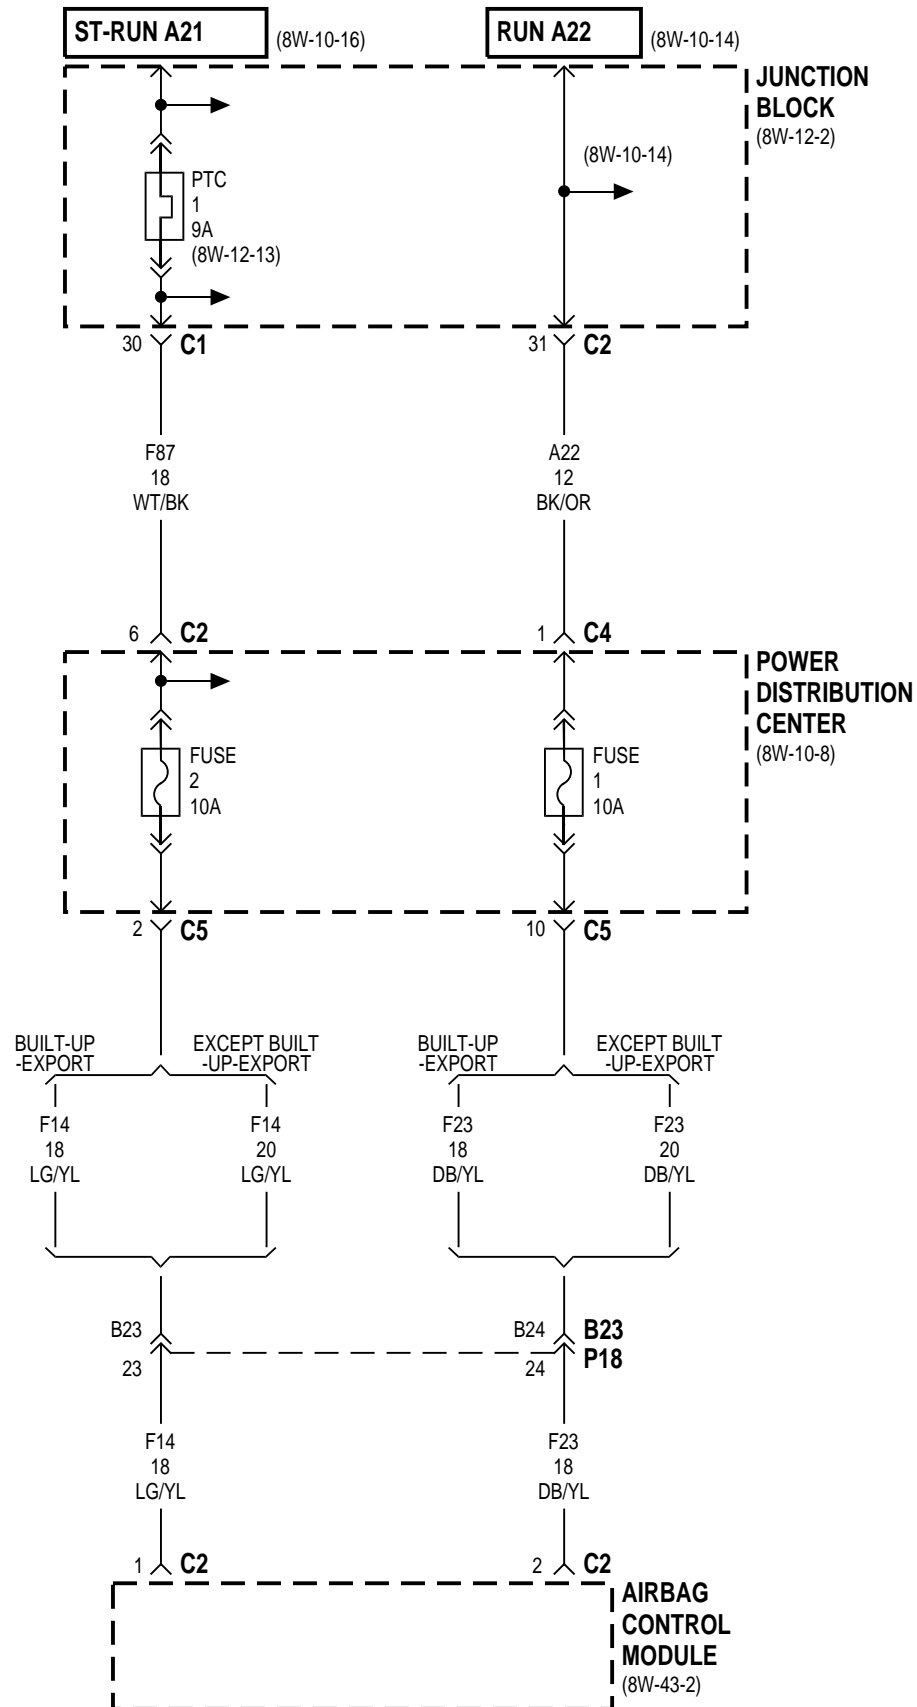 ST-RUN A21
(8W-10-16)
RUN A22
(8W-10-14)
JUNCTION
BLOCK
(8W-12-2)
(8W-10-14)
PTC
1
9A
(8W-12-13)
30
C1
31
C2
F87
18
WT/BK
A22
12
BK/OR
6
C2
1
C4
POWER
DISTRIBUTION
CENTER
(8W-10-8)
FUSE
2
10A
FUSE
1
10A
2
C5
10
C5
BUILT-UP
-EXPORT
EXCEPT BUILT
-UP-EXPORT
BUILT-UP
-EXPORT
EXCEPT BUILT
-UP-EXPORT
F14
18
LG/YL
F14
20
LG/YL
F23
18
DB/YL
F23
20
DB/YL
B23
B24
B23
23
24
P18
F14
18
LG/YL
F23
18
DB/YL
1
C2
2
C2
AIRBAG
CONTROL
MODULE
(8W-43-2)